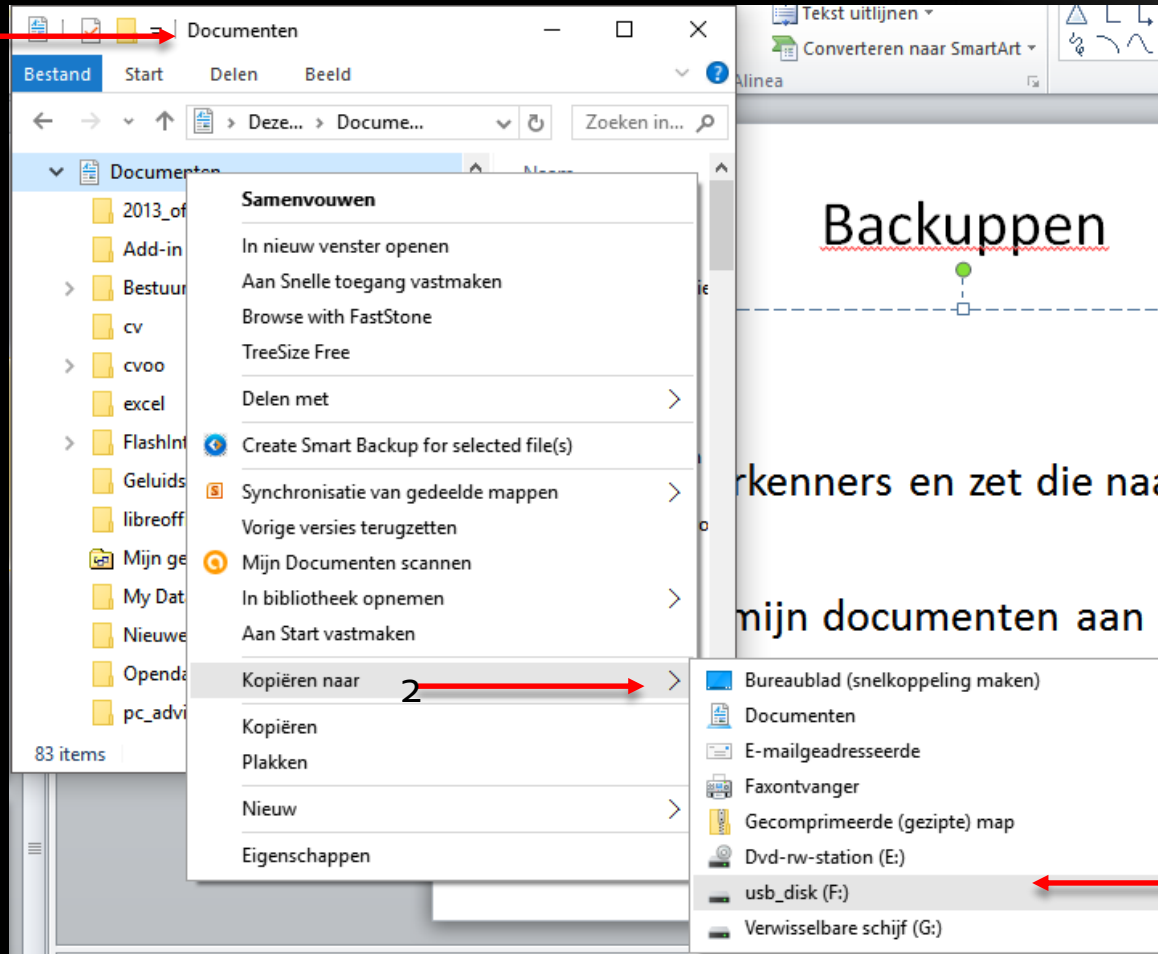 Documenten
Bestand Start Delen Beeld
Deze... Docume... Zoeken in...
Documenten
2013_of
Add-in
Bestuur
cv
cvoo
excel
FlashInt
Geluids
libreoff
Mijn ge
My Dat
Nieuwe
Openda
pc_advi
83 items
Samenvouwen
In nieuw venster openen
Aan Snelle toegang vastmaken
Browse with FastStone
TreeSize Free
Delen met
Create Smart Backup for selected file(s)
Synchronisatie van gedeelde mappen
Vorige versies terugzetten
Mijn Documenten scannen
In bibliotheek opnemen
Aan Start vastmaken
Kopiëren naar
2
Kopiëren
Plakken
Nieuw
Eigenschappen
Bureaublad (snelkoppeling maken)
Documenten
E-mailgeadresseerde
Faxontvanger
Gecomprimeerde (gezipte) map
Dvd-rw-station (E:)
usb_disk (F:)
Verwisselbare schijf (G:)
Tekst uitlijnen
Converteren naar SmartArt
Alinea
Backuppen
rkenners en zet die naa
mijn documenten aan